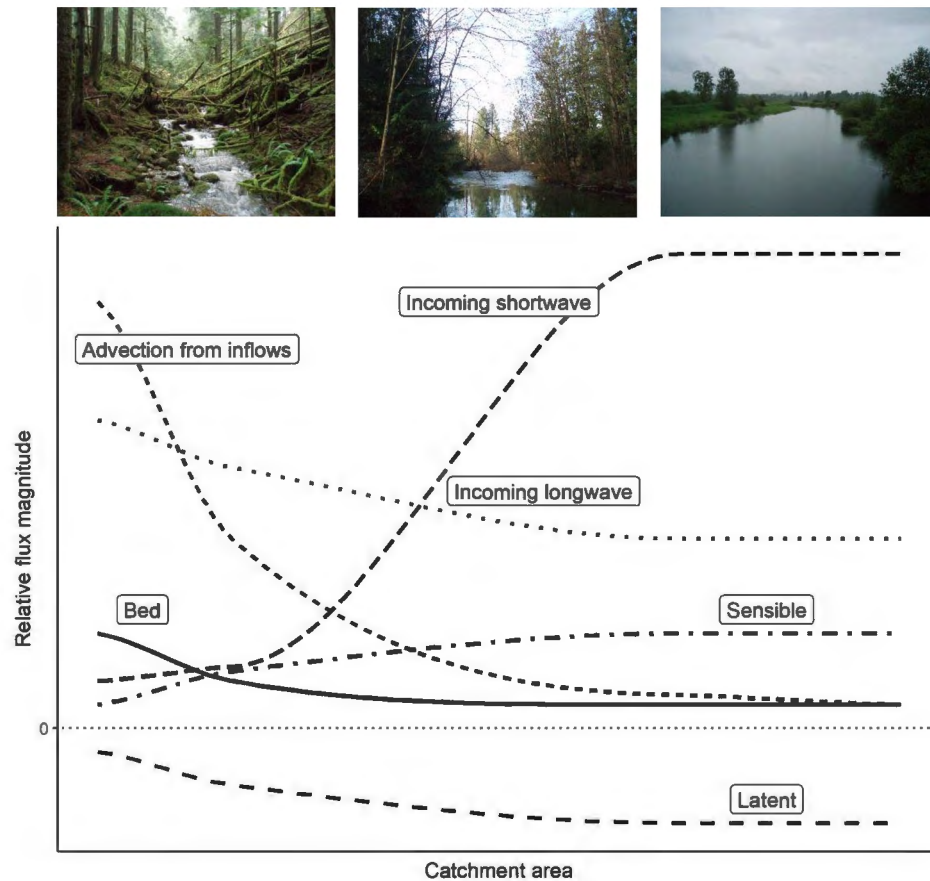 Incoming shortwave
Advection from inflows
Incoming longwave
Relative flux magnitude
Bed
Sensible
0
Latent
Catchment area